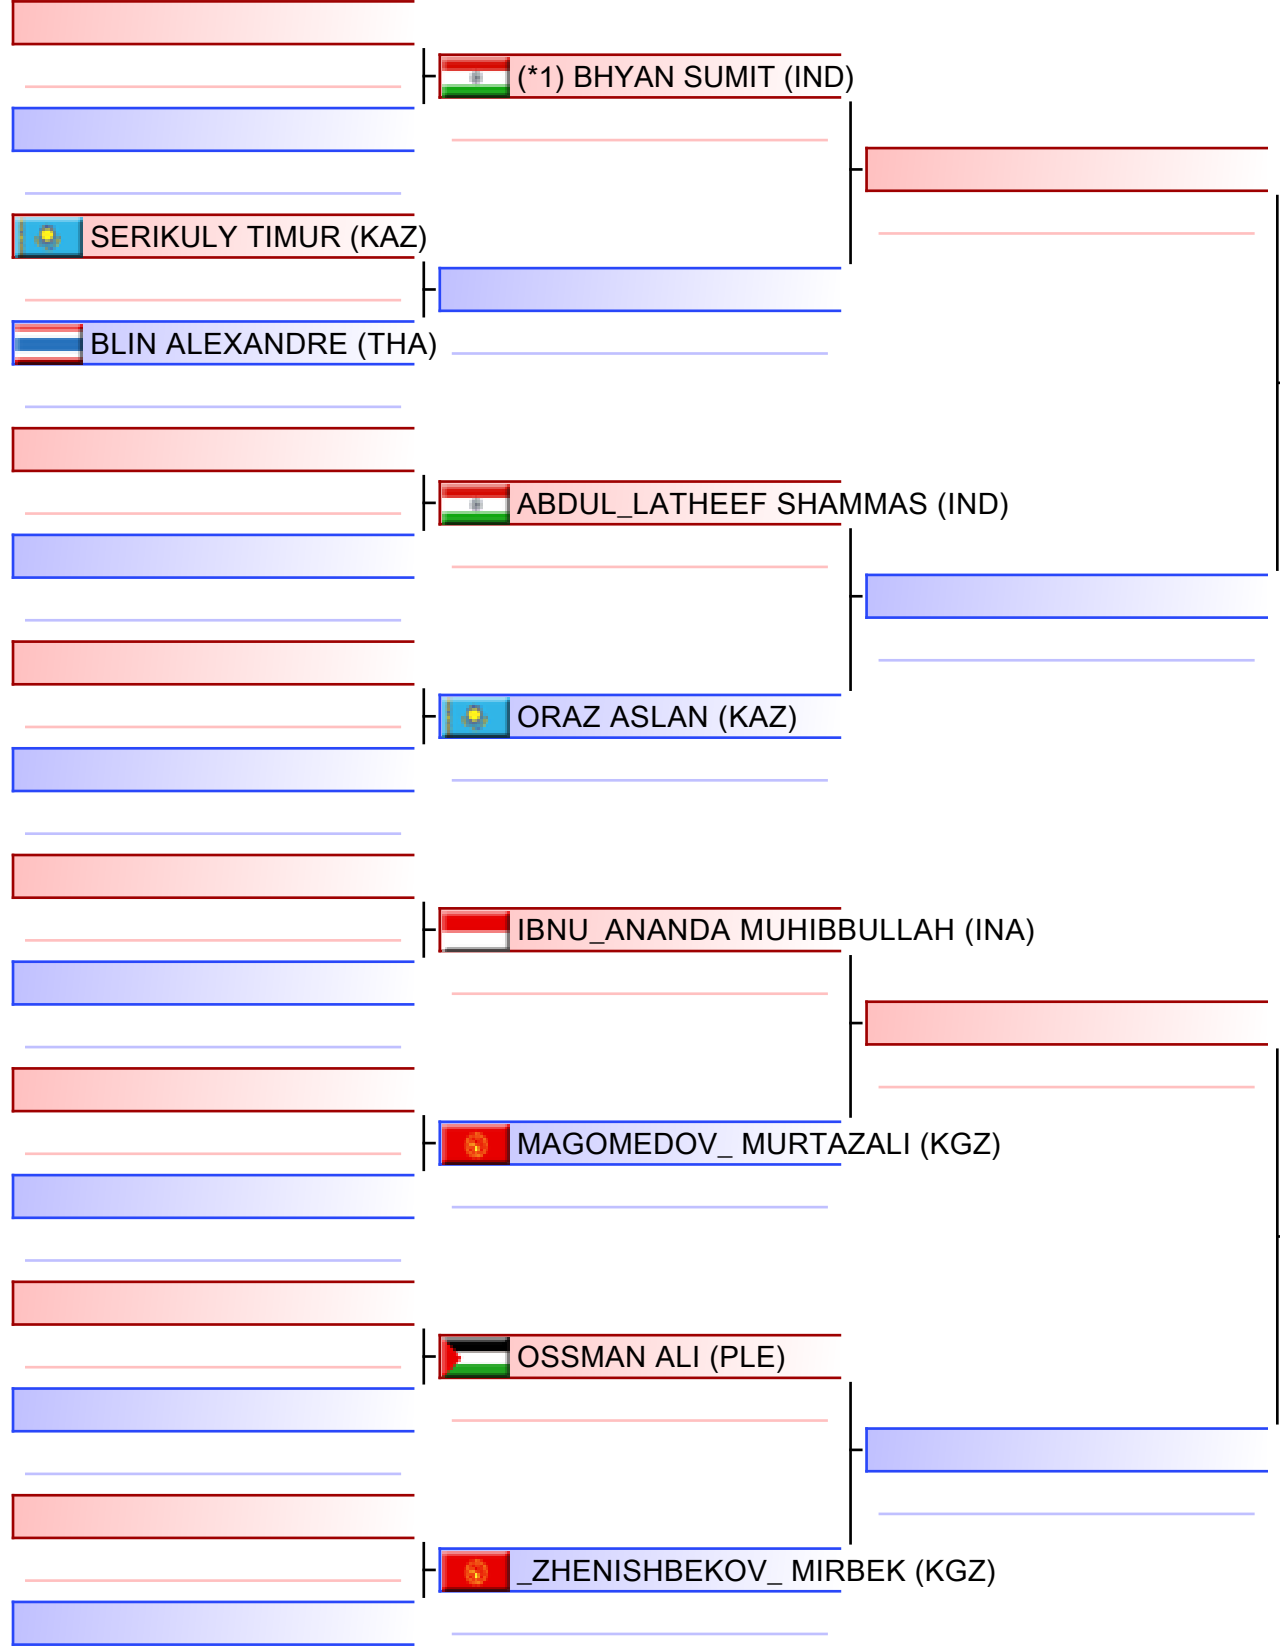 (*1) BHYAN SUMIT (IND)
SERIKULY TIMUR (KAZ)
BLIN ALEXANDRE (THA)
ABDUL_LATHEEF SHAMMAS (IND)
ORAZ ASLAN (KAZ)
IBNU_ANANDA MUHIBBULLAH (INA)
MAGOMEDOV_ MURTAZALI (KGZ)
OSSMAN ALI (PLE)
_ZHENISHBEKOV_ MIRBEK (KGZ)